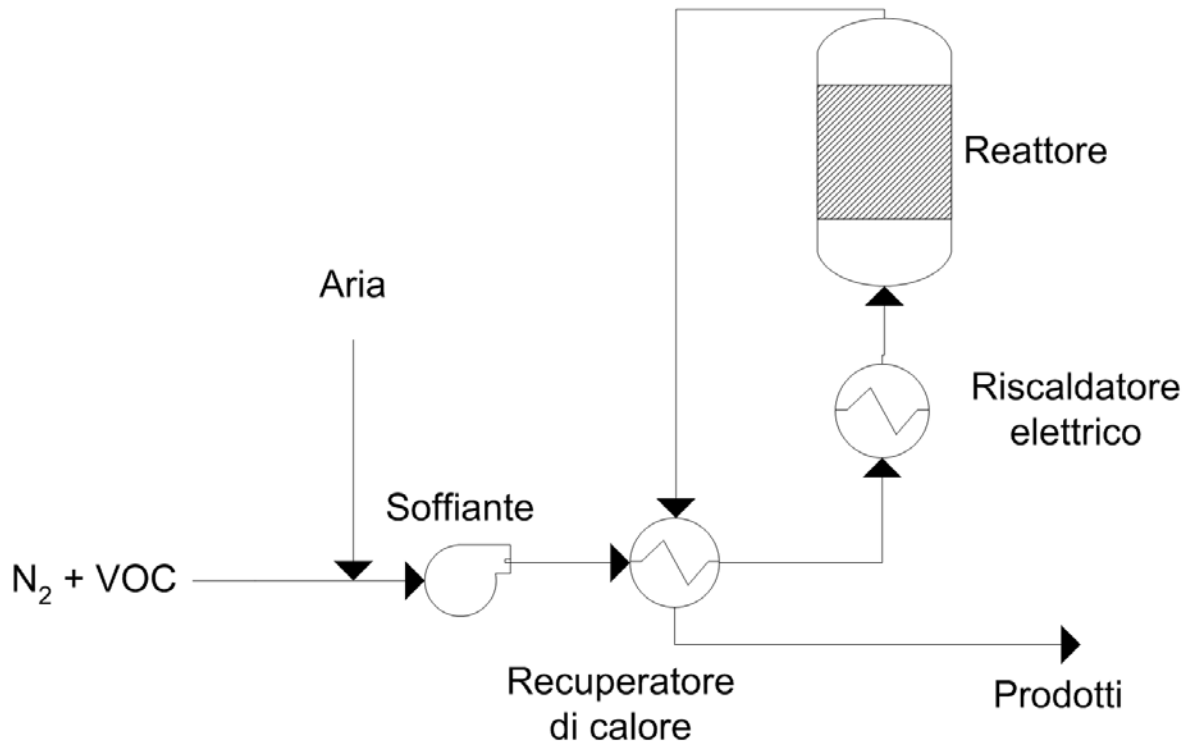 Reattore
Aria
Riscaldatore
elettrico
Soffiante
N₂ + VOC
Recuperatore
di calore
Prodotti